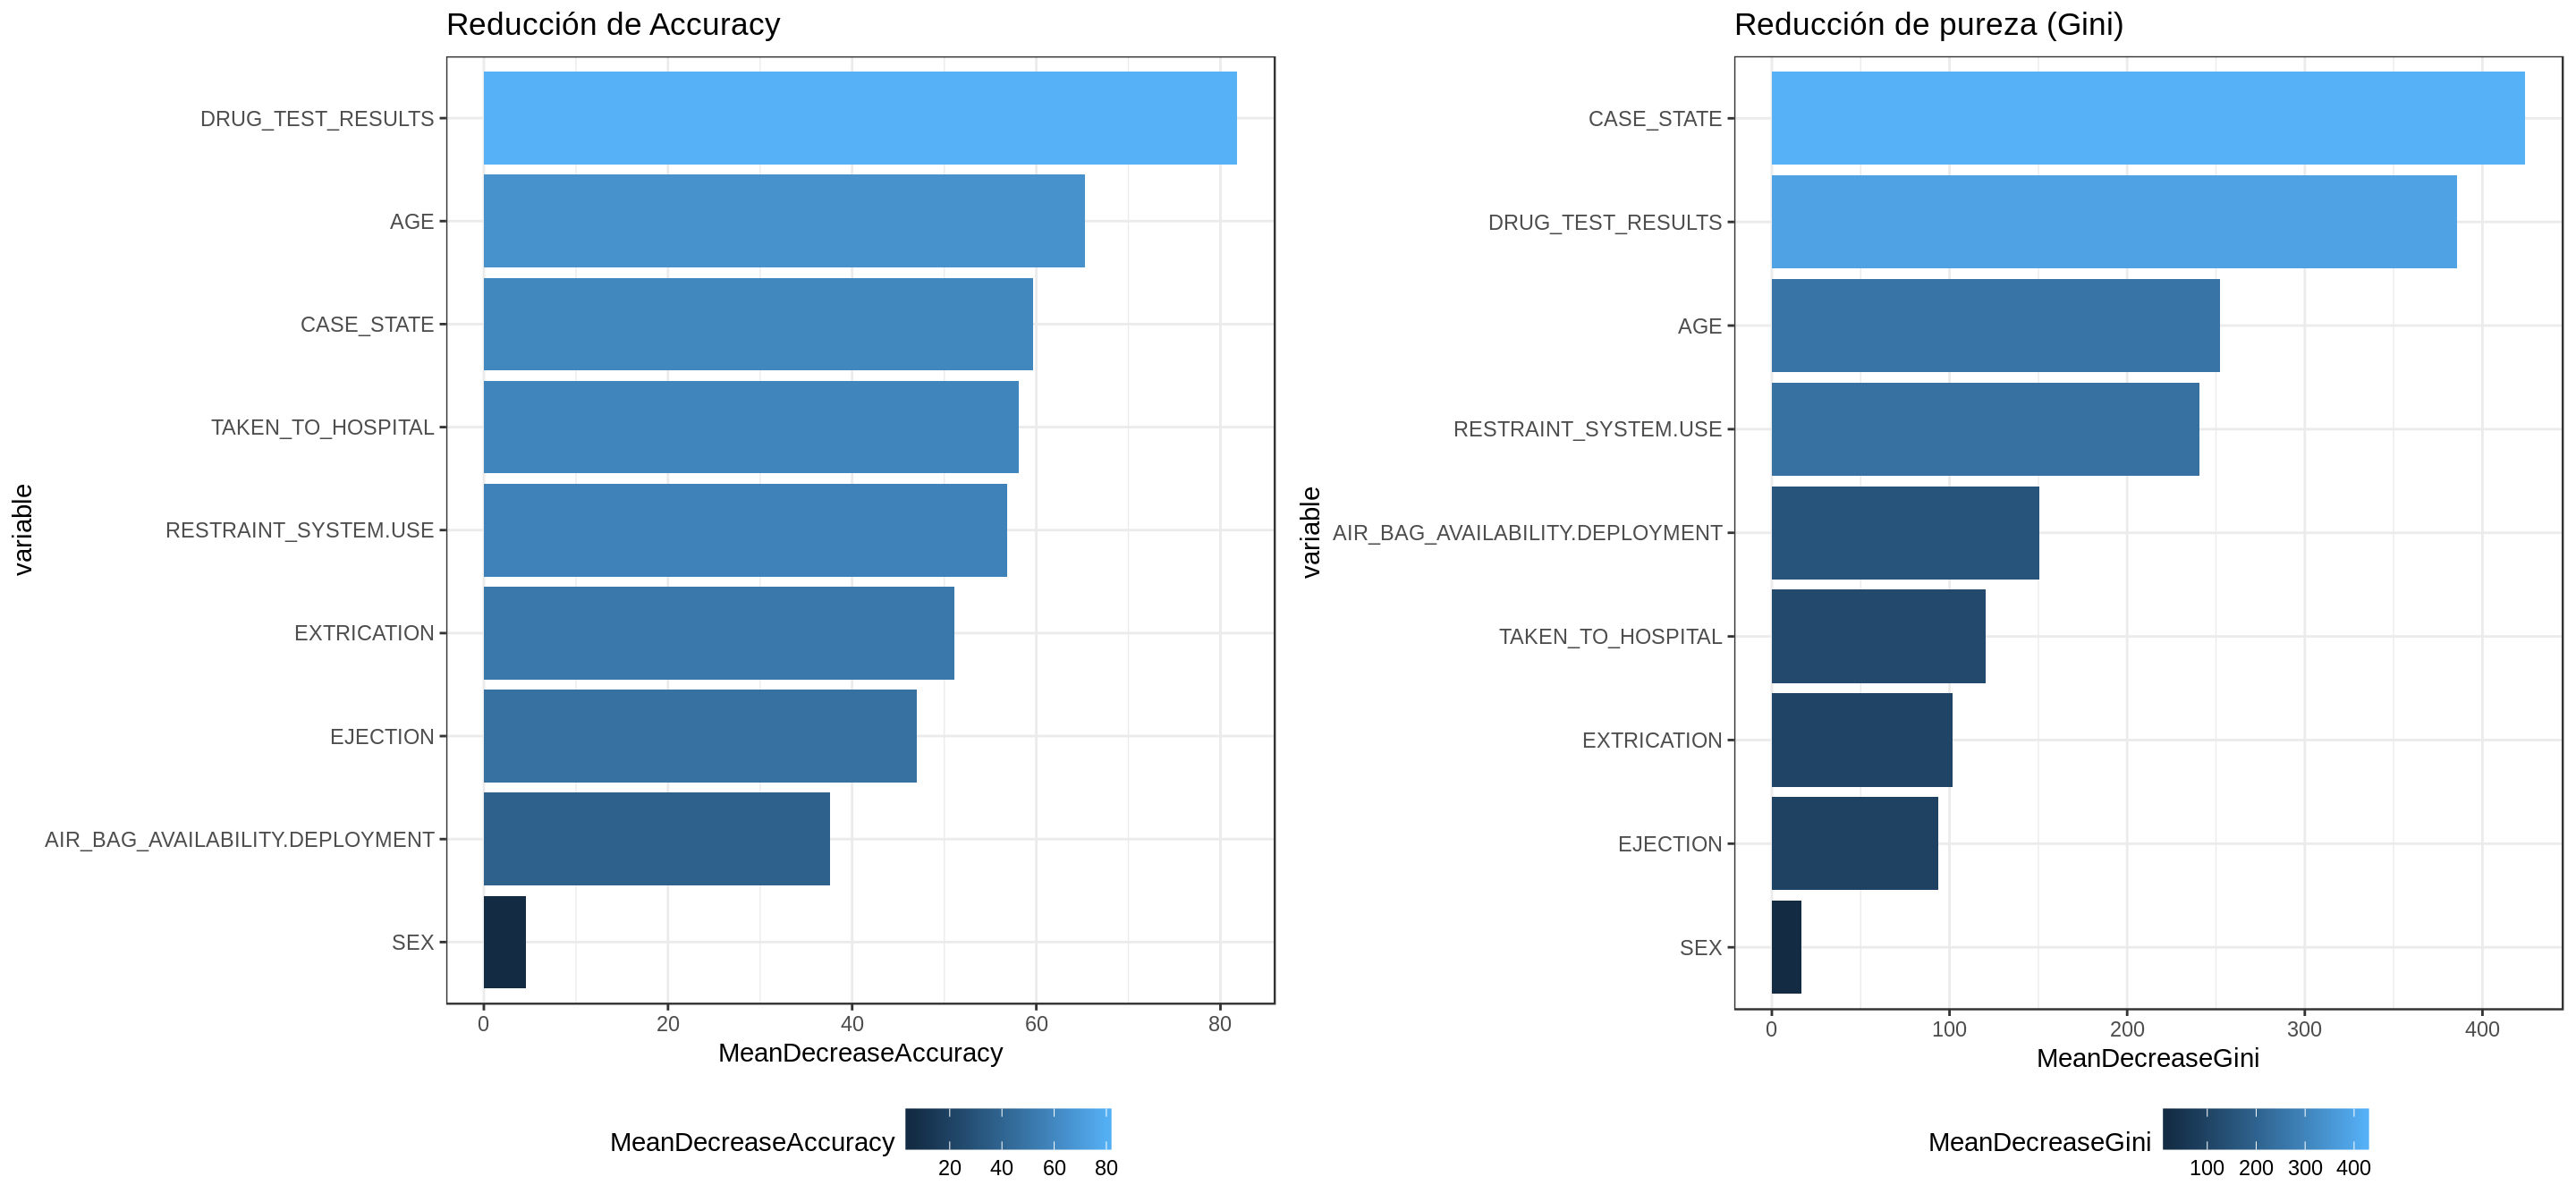 Reducción de Accuracy
variable
DRUG_TEST_RESULTS
AGE
CASE_STATE
TAKEN_TO_HOSPITAL
RESTRAINT_SYSTEM.USE
EXTRICATION
EJECTION
AIR_BAG_AVAILABILITY.DEPLOYMENT
SEX
0 20 40 60 80
MeanDecreaseAccuracy
MeanDecreaseAccuracy
20 40 60 80
Reducción de pureza (Gini)
variable
CASE_STATE
DRUG_TEST_RESULTS
AGE
RESTRAINT_SYSTEM.USE
AIR_BAG_AVAILABILITY.DEPLOYMENT
TAKEN_TO_HOSPITAL
EXTRICATION
EJECTION
SEX
0 100 200 300 400
MeanDecreaseGini
MeanDecreaseGini
100 200 300 400